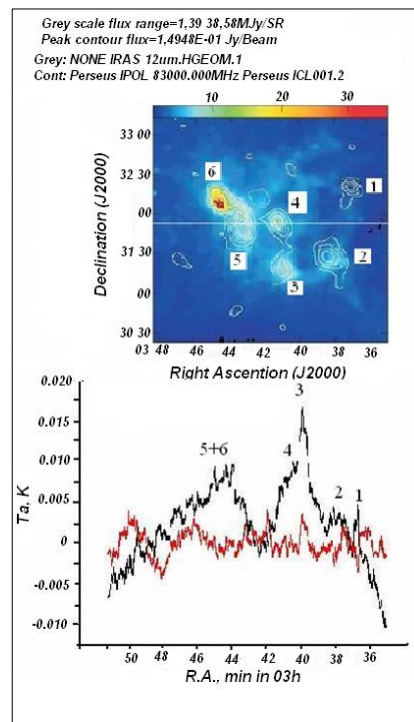 Grey scale flux range=1,39 38,58MJy/SR
Peak contour flux=1,4948E-01 Jy/Beam
Grey: NONE IRAS 12um.HGEOM.1
Cont: Perseus IPOL 83000.000MHz Perseus ICL001.2
10 20 30
33 00
32 30
00
31 30
00
30 30
Declination (J2000)
6
1
4
5
2
3
03 48 46 44 42 40 38 36
Right Ascention (J2000)
0.020
0.015
0.010
0.005
0
-0.005
-0.010
Ta, K
3
5+6
4
2
1
50 48 46 44 42 40 38 36
R.A., min in 03h